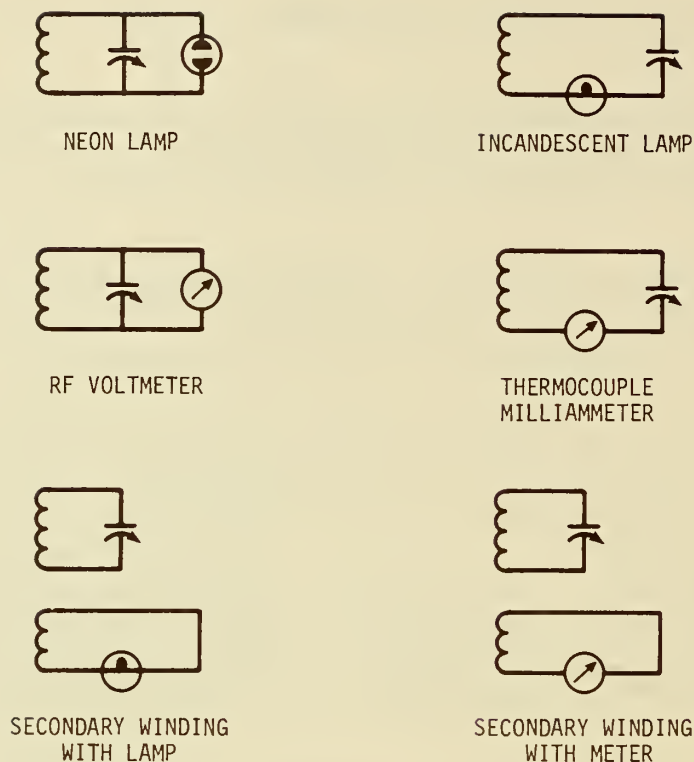 NEON LAMP
INCANDESCENT LAMP
RF VOLTMETER
THERMOCOUPLE
MILLIAMMETER
SECONDARY WINDING
WITH LAMP
SECONDARY WINDING
WITH METER